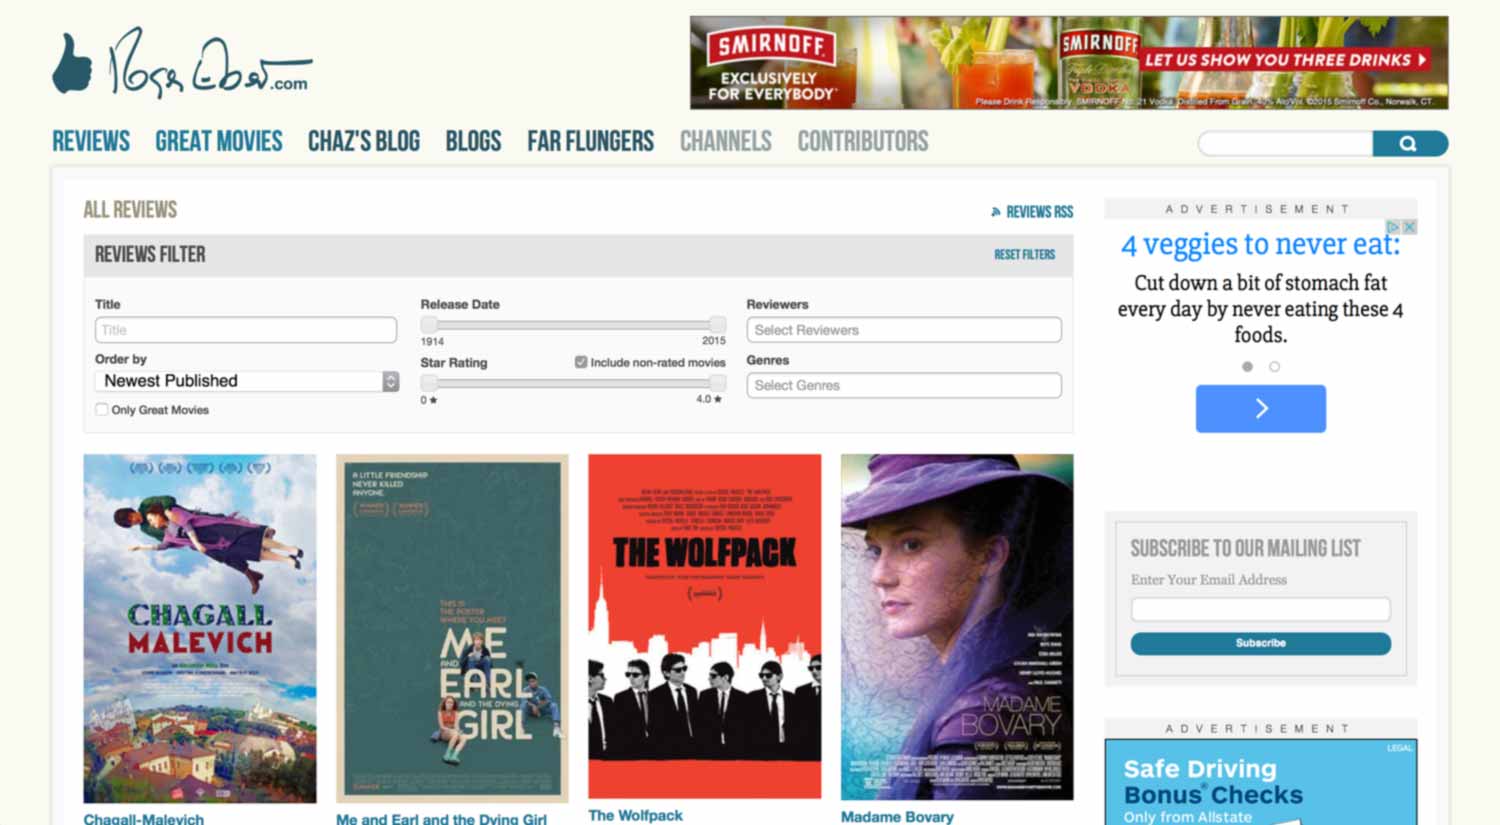 Roger Ebert.com
SMIRNOFF
EXCLUSIVELY
FOR EVERYBODY
SMIRNOFF
VODKA
LET US SHOW YOU THREE DRINKS
Please Drink Responsibly. SMIRNOFF No. 21 Vodka. Distilled From Grain. 40% Alc/Vol. ©2015 Smirnoff Co., Norwalk, CT.
REVIEWS GREAT MOVIES CHAZ'S BLOG BLOGS FAR FLUNGERS CHANNELS CONTRIBUTORS
ALL REVIEWS
REVIEWS RSS
REVIEWS FILTER
RESET FILTERS
Title
Title
Order by
Newest Published
Only Great Movies
Release Date
1914 2015
Star Rating
Include non-rated movies
0 ★ 4.0 ★
Reviewers
Select Reviewers
Genres
Select Genres
CHAGALL
MALEVICH
Chagall-Malevich
A LITTLE FRIENDSHIP
NEVER KILLED
ANYONE.
THIS IS
THE POSTER
WHERE YOU MEET
ME
AND
EARL
AND THE DYING
GIRL
Me and Earl and the Dying Girl
THE WOLFPACK
The Wolfpack
MADAME
BOVARY
Madame Bovary
ADVERTISEMENT
4 veggies to never eat:
Cut down a bit of stomach fat
every day by never eating these 4
foods.
SUBSCRIBE TO OUR MAILING LIST
Enter Your Email Address
Subscribe
ADVERTISEMENT
LEGAL
Safe Driving
Bonus® Checks
Only from Allstate